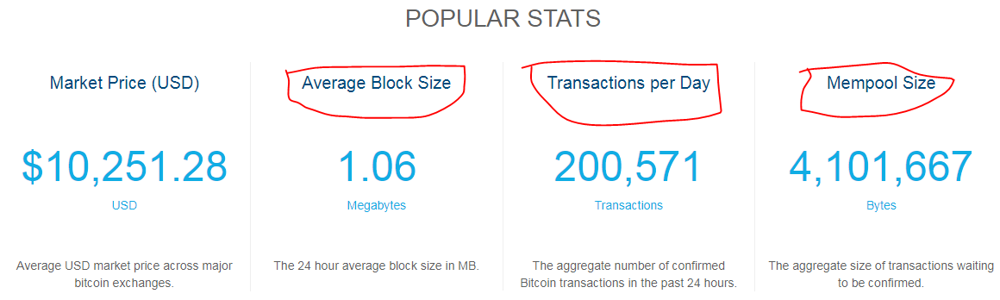 POPULAR STATS
Market Price (USD)
$10,251.28
USD
Average USD market price across major
bitcoin exchanges.
Average Block Size
1.06
Megabytes
The 24 hour average block size in MB.
Transactions per Day
200,571
Transactions
The aggregate number of confirmed
Bitcoin transactions in the past 24 hours.
Mempool Size
4,101,667
Bytes
The aggregate size of transactions waiting
to be confirmed.